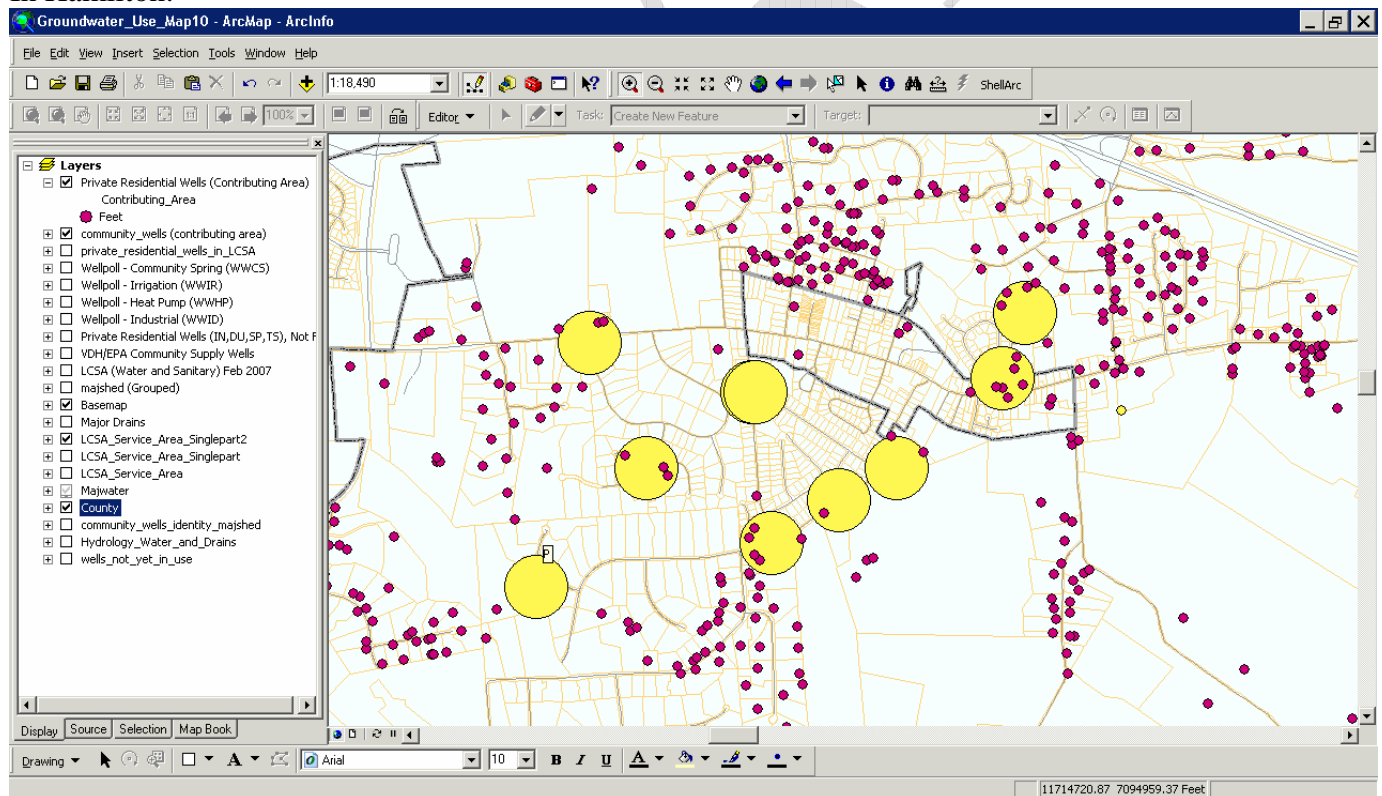 in Hamilton.
Groundwater_Use_Map10 - ArcMap - ArcInfo
File Edit View Insert Selection Tools Window Help
1:18,490
ShellArc
100%
Editor
Task: Create New Feature
Target:
Layers
Private Residential Wells (Contributing Area)
Contributing_Area
Feet
community_wells (contributing area)
private_residential_wells_in_LCSA
Wellpoll - Community Spring (WWCS)
Wellpoll - Irrigation (WWIR)
Wellpoll - Heat Pump (WWHP)
Wellpoll - Industrial (WWID)
Private Residential Wells (IN,DU,SP,TS), Not F
VDH/EPA Community Supply Wells
LCSA (Water and Sanitary) Feb 2007
majshed (Grouped)
Basemap
Major Drains
LCSA_Service_Area_Singlepart2
LCSA_Service_Area_Singlepart
LCSA_Service_Area
Majwater
County
community_wells_identity_majshed
Hydrology_Water_and_Drains
wells_not_yet_in_use
P
Display Source Selection Map Book
Drawing A Arial 10 B I U A
11714720.87 7094959.37 Feet